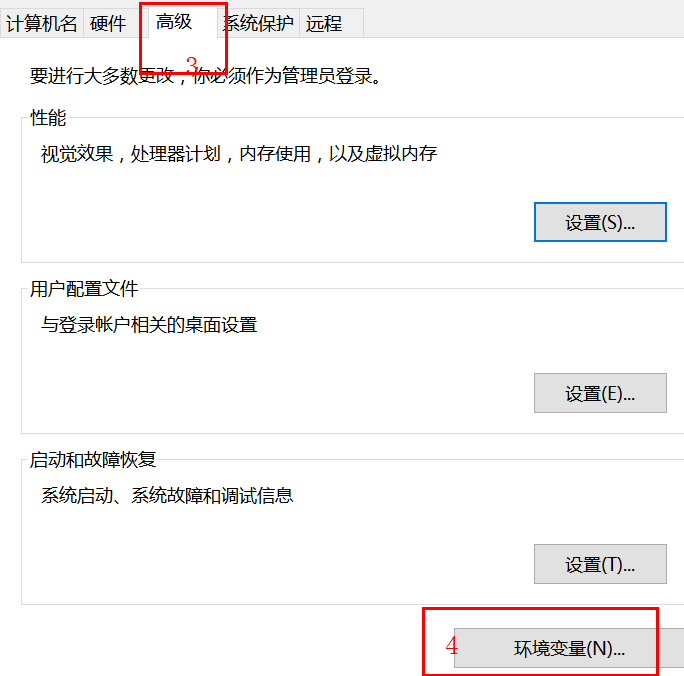 计算机名 硬件 高级 系统保护 远程
3
要进行大多数更改，你必须作为管理员登录。
性能
视觉效果，处理器计划，内存使用，以及虚拟内存
设置(S)...
用户配置文件
与登录帐户相关的桌面设置
设置(E)...
启动和故障恢复
系统启动、系统故障和调试信息
设置(T)...
4 环境变量(N)...